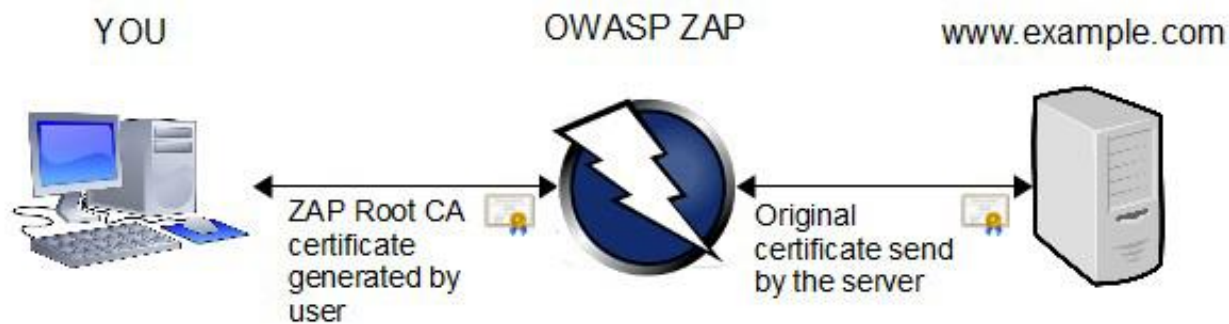 YOU
OWASP ZAP
www.example.com
ZAP Root CA
certificate
generated by
user
Original
certificate send
by the server